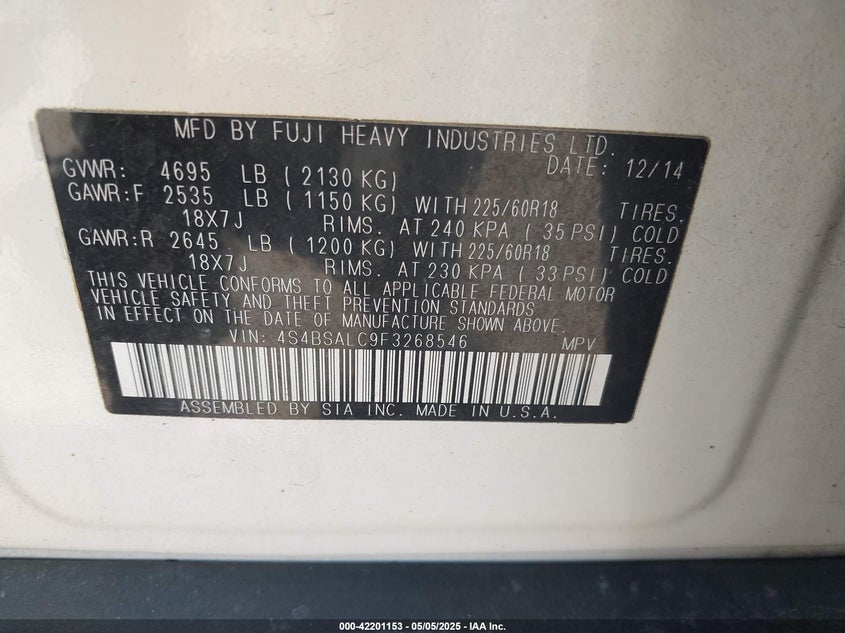 MFD BY FUJI HEAVY INDUSTRIES LTD.
DATE: 12/14
GVWR: 4695 LB ( 2130 KG)
GAWR:F 2535 LB ( 1150 KG) WITH 225/60R18 TIRES.
18X7J RIMS. AT 240 KPA ( 35 PSI) COLD
GAWR:R 2645 LB ( 1200 KG) WITH 225/60R18 TIRES.
18X7J RIMS. AT 230 KPA ( 33 PSI) COLD
THIS VEHICLE CONFORMS TO ALL APPLICABLE FEDERAL MOTOR
VEHICLE SAFETY AND THEFT PREVENTION STANDARDS
IN EFFECT ON THE DATE OF MANUFACTURE SHOWN ABOVE.
VIN: 4S4BSALC9F3268546 MPV
ASSEMBLED BY SIA INC. MADE IN U.S.A.
000-42201153 - 05/05/2025 - IAA Inc.